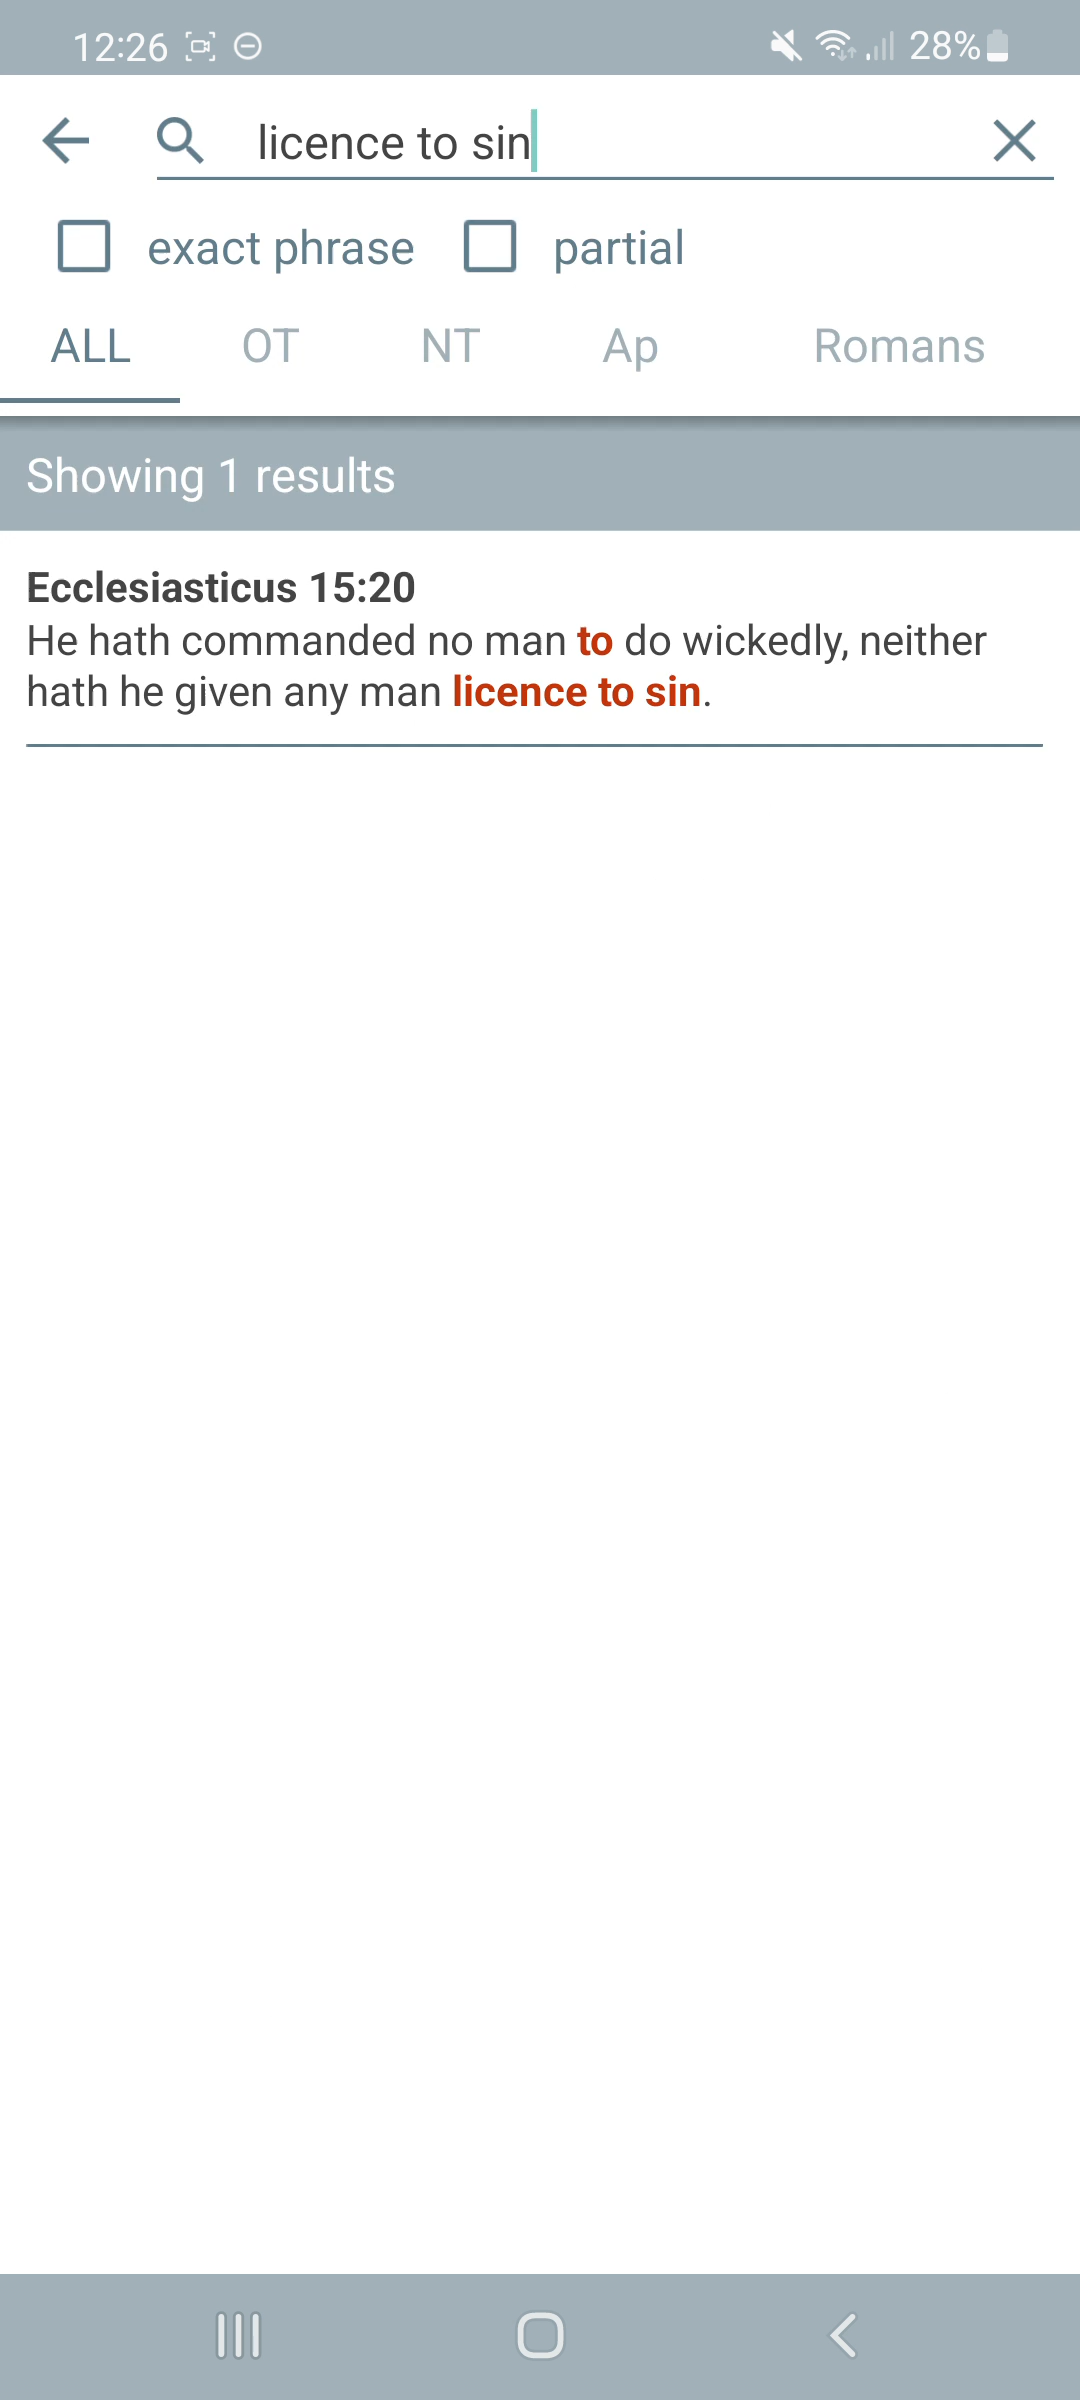 12:26 28%
licence to sin
exact phrase partial
ALL OT NT Ap Romans
Showing 1 results
Ecclesiasticus 15:20
He hath commanded no man to do wickedly, neither
hath he given any man licence to sin.